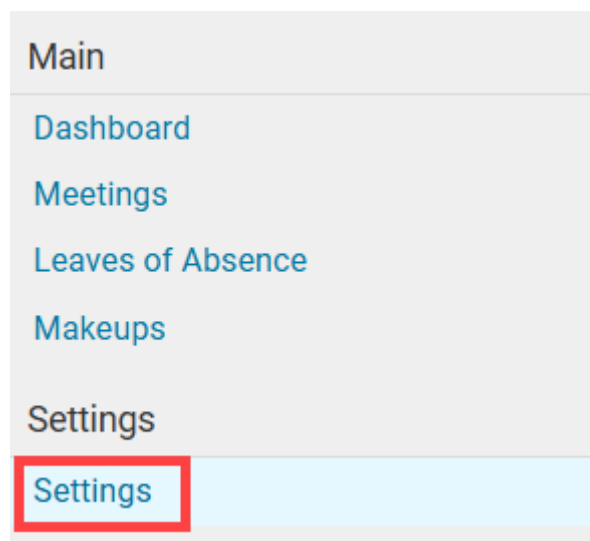 Main
Dashboard
Meetings
Leaves of Absence
Makeups
Settings
Settings